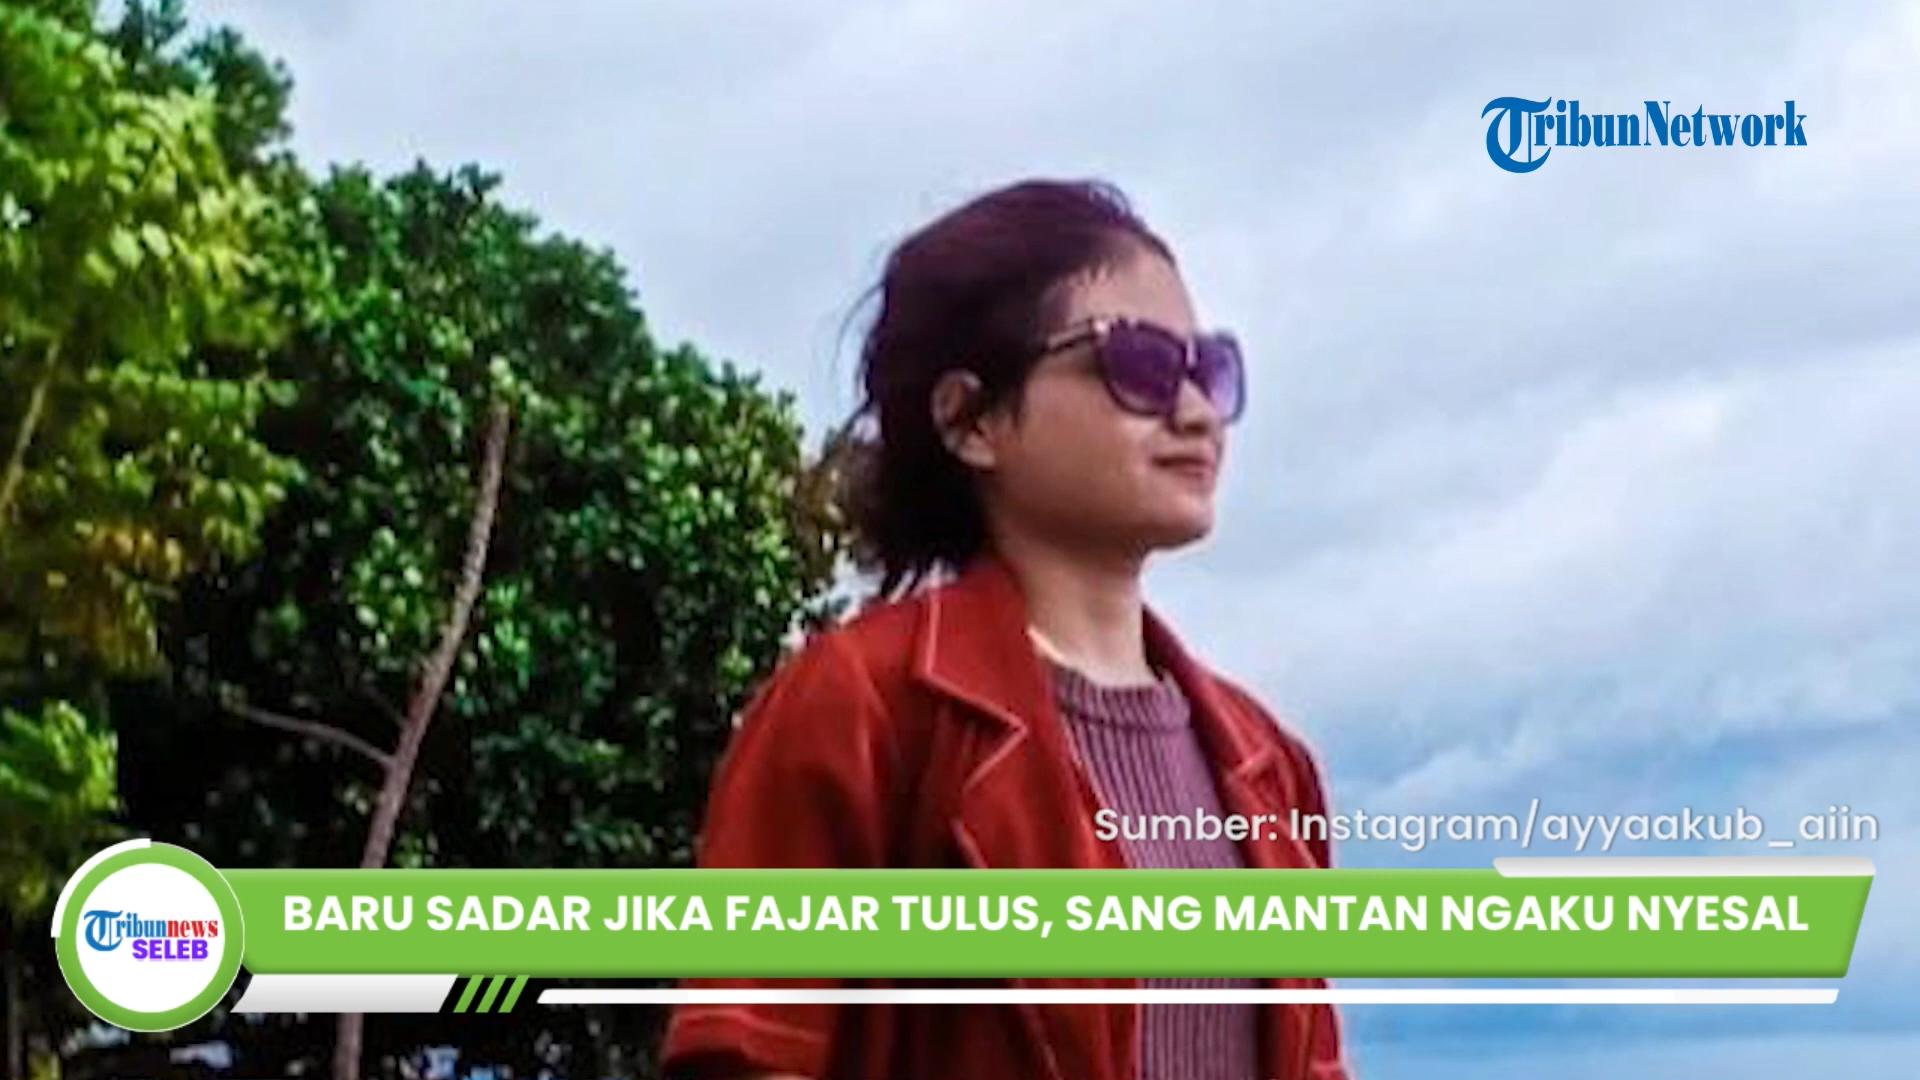 TribunNetwork
Sumber: Instagram/ayyaakub_aiin
Tribunnews
SELEB
BARU SADAR JIKA FAJAR TULUS, SANG MANTAN NGAKU NYESAL